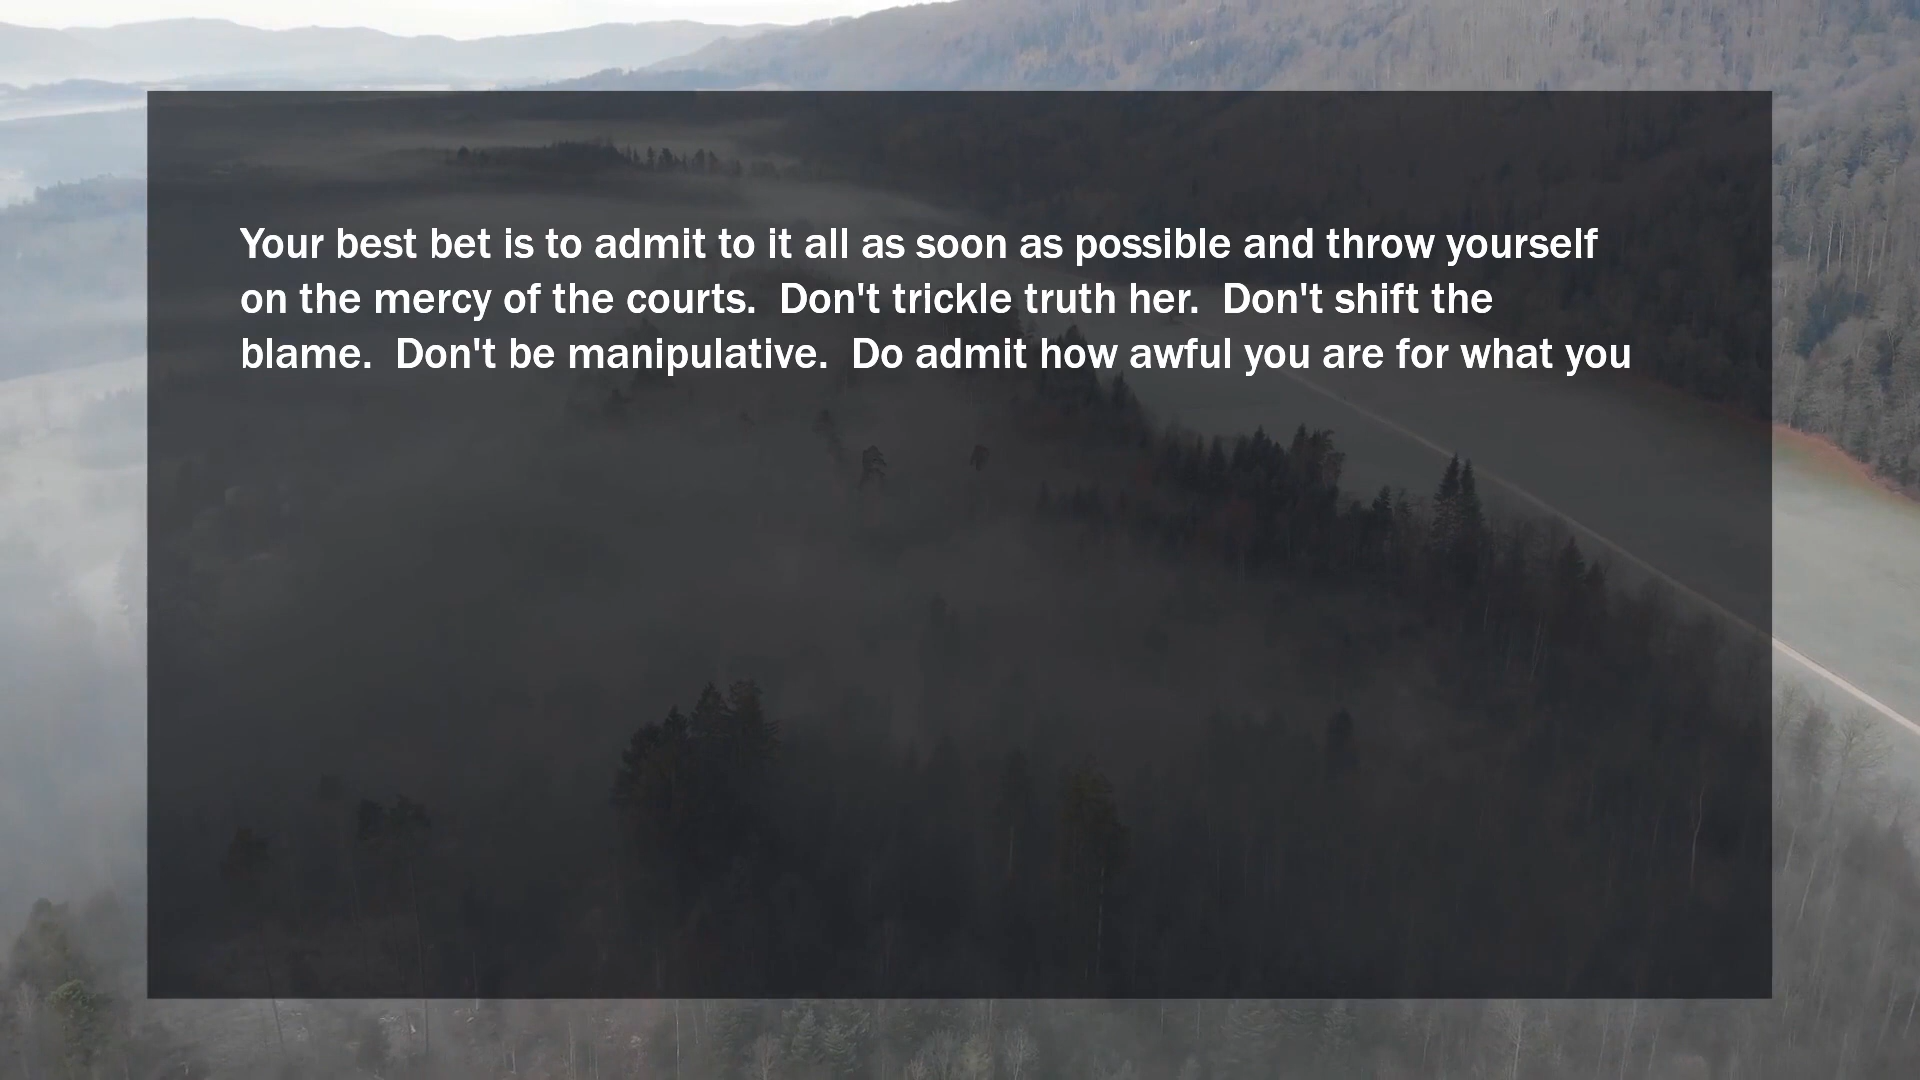 Your best bet is to admit to it all as soon as possible and throw yourself
on the mercy of the courts.  Don't trickle truth her.  Don't shift the
blame.  Don't be manipulative.  Do admit how awful you are for what you